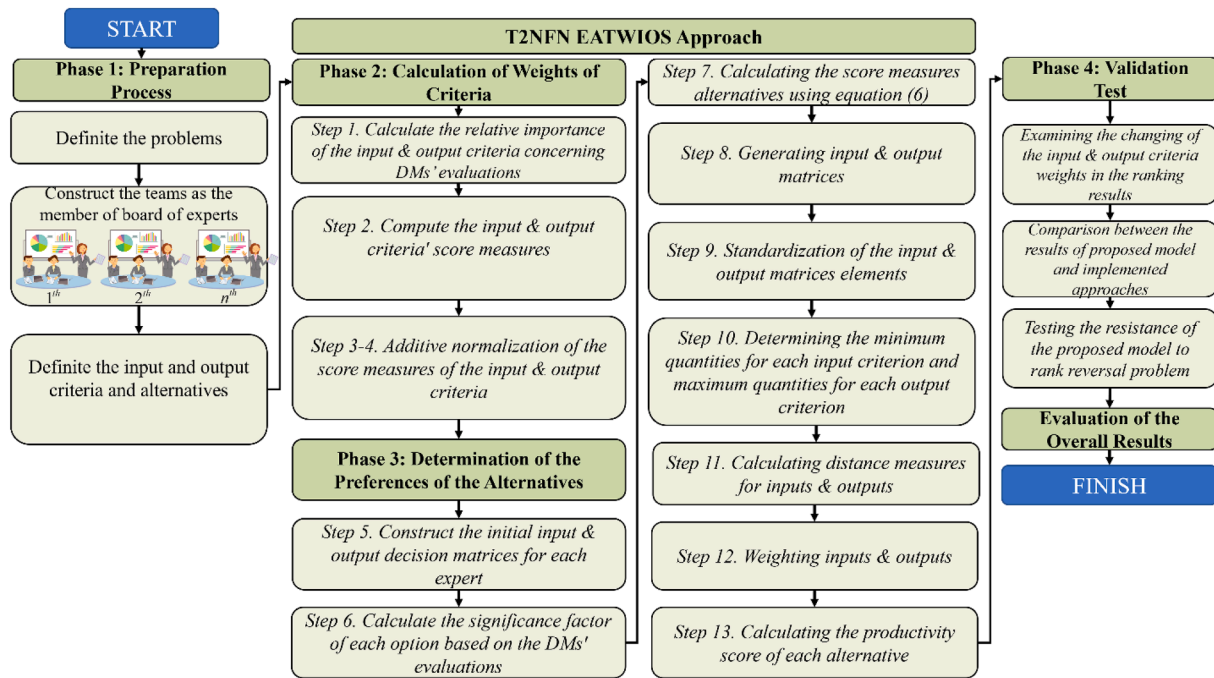 START
Phase 1: Preparation
Process
Definite the problems
Construct the teams as the
member of board of experts
1th
2th
nth
Definite the input and output
criteria and alternatives
T2NFN EATWIOS Approach
Phase 2: Calculation of Weights of
Criteria
Step 1. Calculate the relative importance
of the input & output criteria concerning
DMs' evaluations
Step 2. Compute the input & output
criteria' score measures
Step 3-4. Additive normalization of the
score measures of the input & output
criteria
Phase 3: Determination of the
Preferences of the Alternatives
Step 5. Construct the initial input &
output decision matrices for each
expert
Step 6. Calculate the significance factor
of each option based on the DMs'
evaluations
Step 7. Calculating the score measures
alternatives using equation (6)
Step 8. Generating input & output
matrices
Step 9. Standardization of the input &
output matrices elements
Step 10. Determining the minimum
quantities for each input criterion and
maximum quantities for each output
criterion
Step 11. Calculating distance measures
for inputs & outputs
Step 12. Weighting inputs & outputs
Step 13. Calculating the productivity
score of each alternative
Phase 4: Validation
Test
Examining the changing of
the input & output criteria
weights in the ranking
results
Comparison between the
results of proposed model
and implemented
approaches
Testing the resistance of
the proposed model to
rank reversal problem
Evaluation of the
Overall Results
FINISH